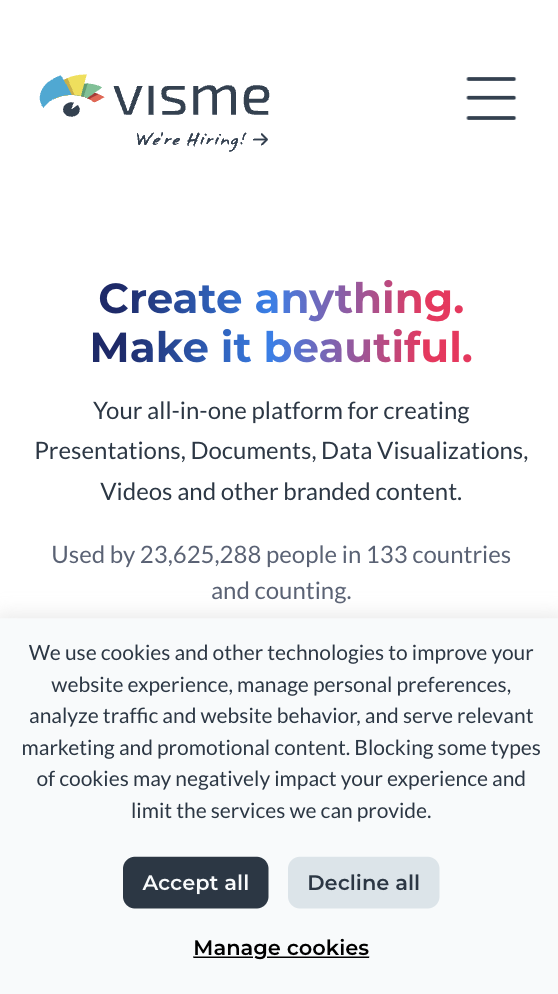 visme
We're Hiring! →
Create anything.
Make it beautiful.
Your all-in-one platform for creating
Presentations, Documents, Data Visualizations,
Videos and other branded content.
Used by 23,625,288 people in 133 countries
and counting.
We use cookies and other technologies to improve your
website experience, manage personal preferences,
analyze traffic and website behavior, and serve relevant
marketing and promotional content. Blocking some types
of cookies may negatively impact your experience and
limit the services we can provide.
Accept all
Decline all
Manage cookies